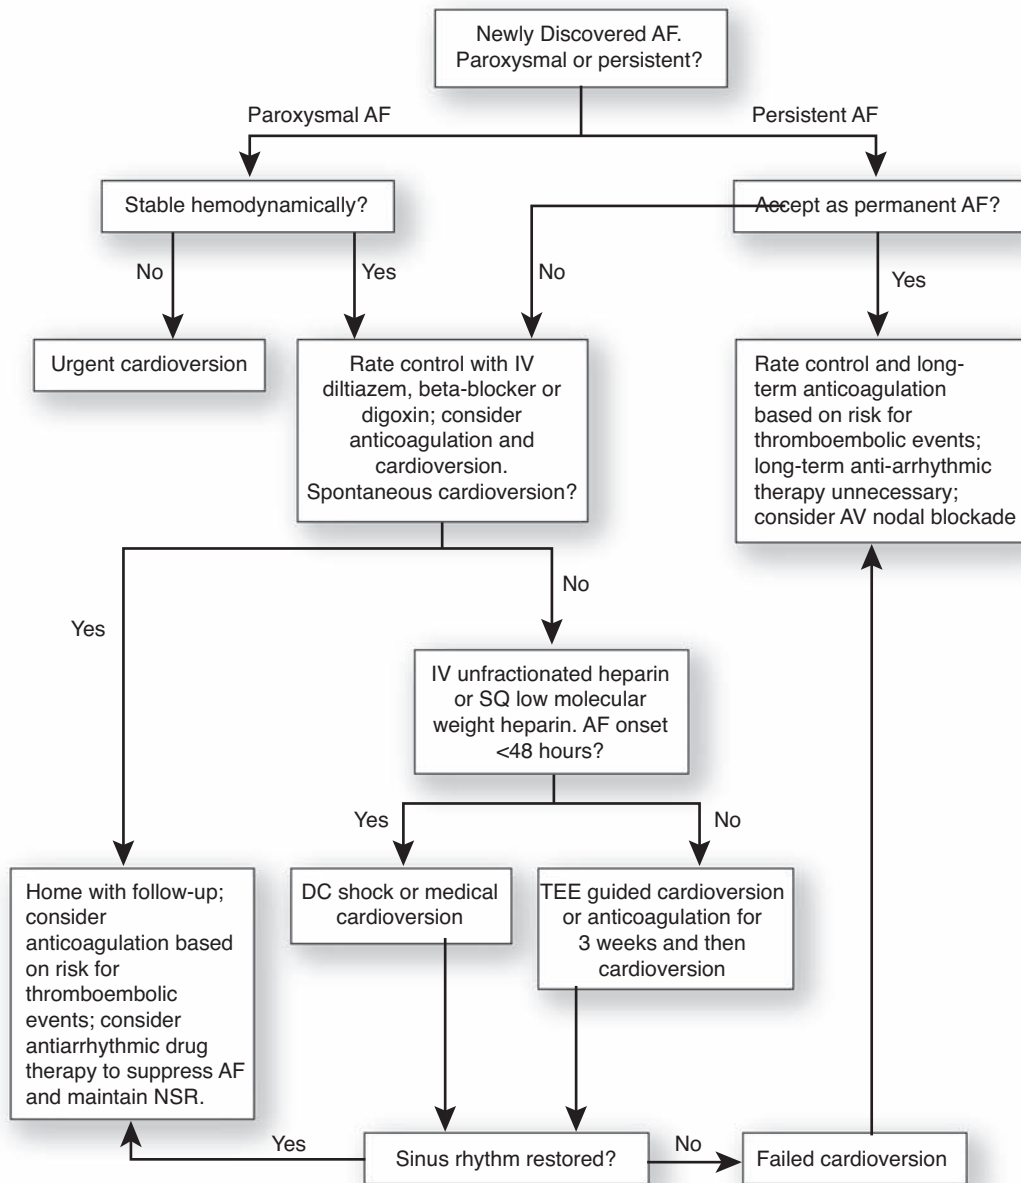 Newly Discovered AF.
Paroxysmal or persistent?
Paroxysmal AF
Persistent AF
Stable hemodynamically?
Accept as permanent AF?
No
Yes
No
Yes
Urgent cardioversion
Rate control with IV
diltiazem, beta-blocker or
digoxin; consider
anticoagulation and
cardioversion.
Spontaneous cardioversion?
Rate control and long-
term anticoagulation
based on risk for
thromboembolic events;
long-term anti-arrhythmic
therapy unnecessary;
consider AV nodal blockade
Yes
No
IV unfractionated heparin
or SQ low molecular
weight heparin. AF onset
<48 hours?
Yes
No
Home with follow-up;
consider
anticoagulation based
on risk for
thromboembolic
events; consider
antiarrhythmic drug
therapy to suppress AF
and maintain NSR.
DC shock or medical
cardioversion
TEE guided cardioversion
or anticoagulation for
3 weeks and then
cardioversion
Yes
Sinus rhythm restored?
No
Failed cardioversion